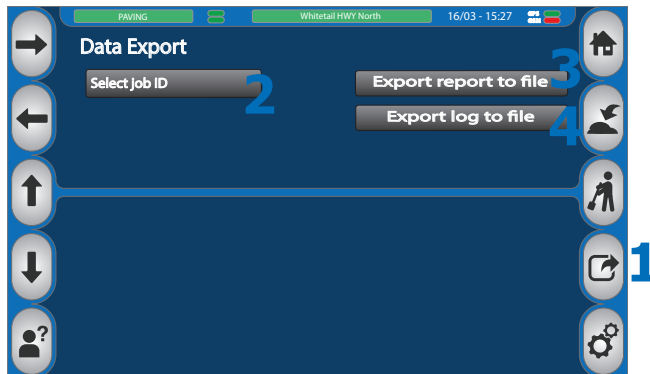 PAVING
Whitetail HWY North
16/03 - 15:27
Data Export
Select Job ID
2
Export report to file
3
Export log to file
4
1
?